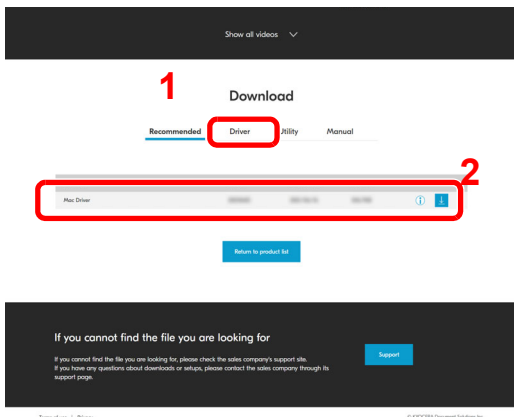 Show all videos
1
Download
Recommended Driver Jtility Manual
2
Mac Driver
Return to product list
If you cannot find the file you are looking for
If you cannot find the file you are looking for, please check the sales company's support site.
If you have any questions about downloads or setups, please contact the sales company through its
support page.
Support